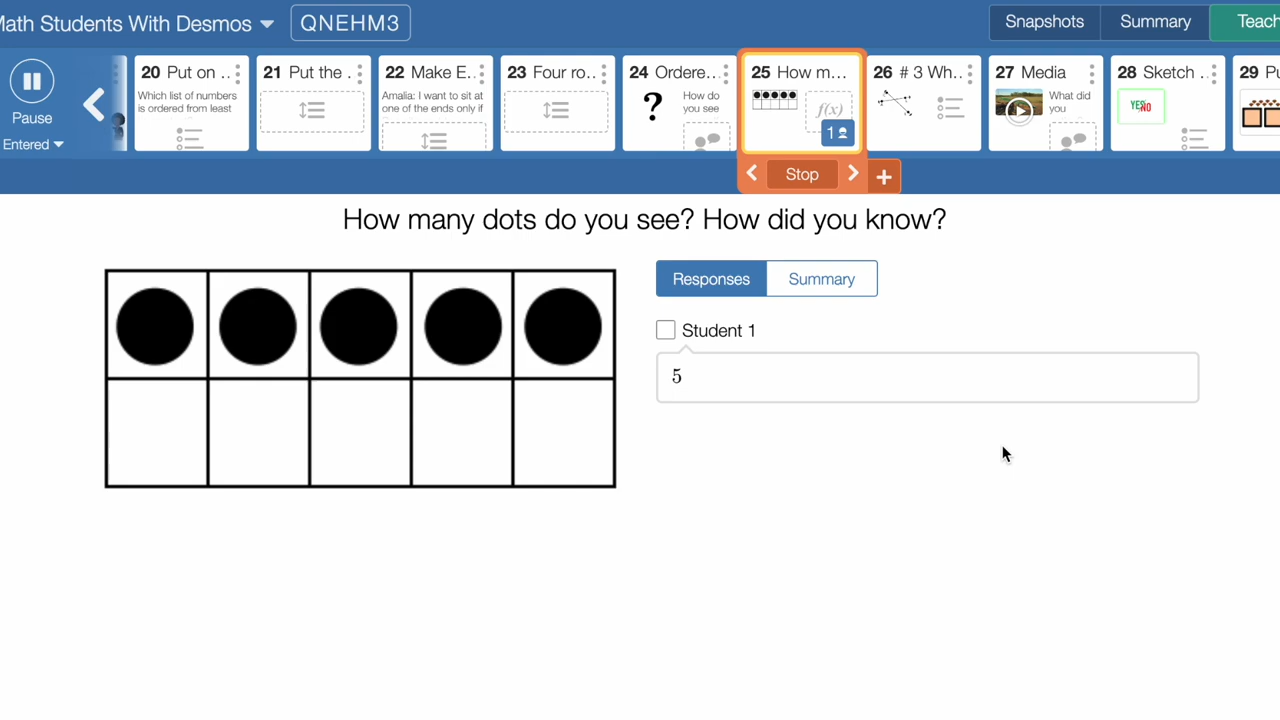 Math Students With Desmos
QNEHM3
Snapshots
Summary
Teach
Pause
Entered
20 Put on ..
Which list of numbers
is ordered from least
21 Put the .
22 Make E..
Amalia: I want to sit at
one of the ends only if
23 Four ro...
24 Ordere...
?
How do
you see
25 How m...
f(x)
1
26 # 3 Wh..
27 Media
What did
you
28 Sketch ..
YES NO
29 Pu
Stop
+
How many dots do you see? How did you know?
Responses
Summary
Student 1
5